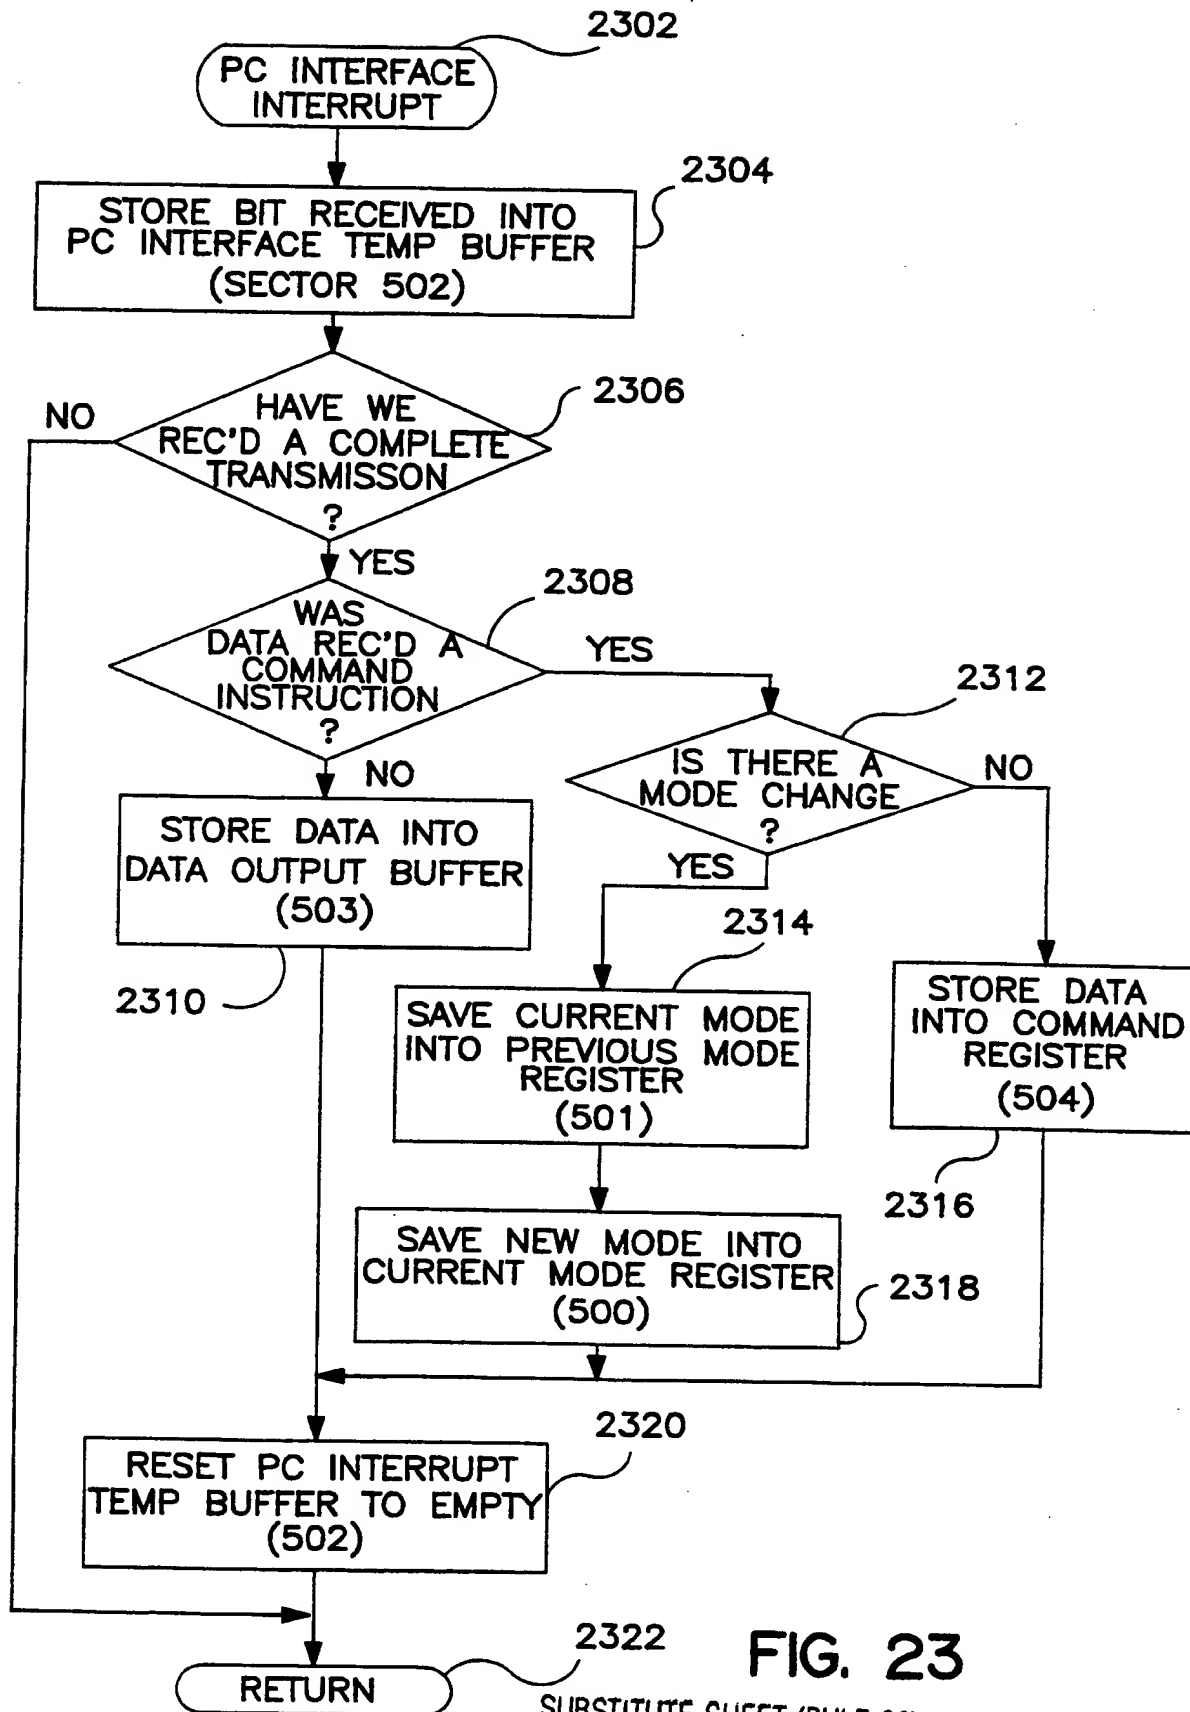 2302
PC INTERFACE
INTERRUPT
2304
STORE BIT RECEIVED INTO
PC INTERFACE TEMP BUFFER
(SECTOR 502)
2306
NO
HAVE WE
REC'D A COMPLETE
TRANSMISSON
?
YES
2308
WAS
DATA REC'D A
COMMAND
INSTRUCTION
?
YES
2312
NO
IS THERE A
MODE CHANGE
?
NO
YES
STORE DATA INTO
DATA OUTPUT BUFFER
(503)
2310
2314
SAVE CURRENT MODE
INTO PREVIOUS MODE
REGISTER
(501)
STORE DATA
INTO COMMAND
REGISTER
(504)
2316
SAVE NEW MODE INTO
CURRENT MODE REGISTER
(500)
2318
2320
RESET PC INTERRUPT
TEMP BUFFER TO EMPTY
(502)
2322
RETURN
FIG. 23
SUBSTITUTE SHEET